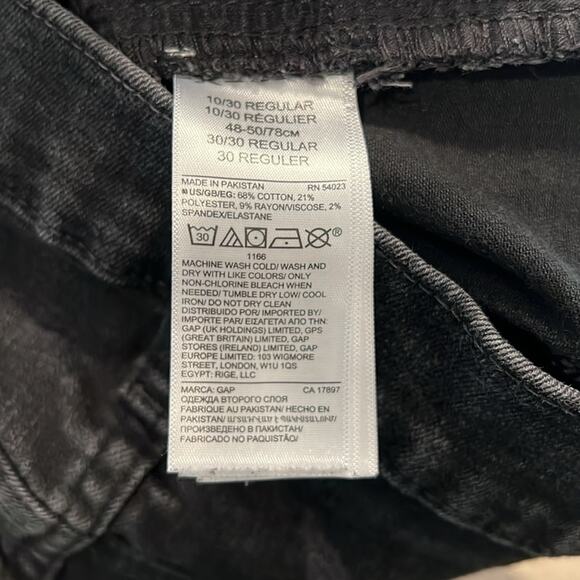 10/30 REGULAR
10/30 RÉGULIER
48-50/78CM
30/30 REGULAR
30 REGULER
MADE IN PAKISTAN RN 54023
US/GB/EG: 68% COTTON, 21%
POLYESTER, 9% RAYON/VISCOSE, 2%
SPANDEX/ELASTANE
30 ®
1166
MACHINE WASH COLD/ WASH AND
DRY WITH LIKE COLORS/ ONLY
NON-CHLORINE BLEACH WHEN
NEEDED/ TUMBLE DRY LOW/ COOL
IRON/ DO NOT DRY CLEAN
DISTRIBUIDO POR/ IMPORTED BY/
IMPORTE PAR/ ΕΙΣΑΓΕΤΑΙ ΑΠΟ ΤΗΝ:
GAP (UK HOLDINGS) LIMITED, GPS
(GREAT BRITAIN) LIMITED, GAP
STORES (IRELAND) LIMITED, GAP
EUROPE LIMITED: 103 WIGMORE
STREET, LONDON, W1U 1QS
EGYPT: RIGE, LLC
MARCA: GAP CA 17897
ОДЕЖДА ВТОРОГО СЛОЯ
FABRIQUE AU PAKISTAN/ HECHO EN
PAKISTAN/
ПРОИЗВЕДЕНО В ПАКИСТАН/
FABRICADO NO PAQUISTÃO/